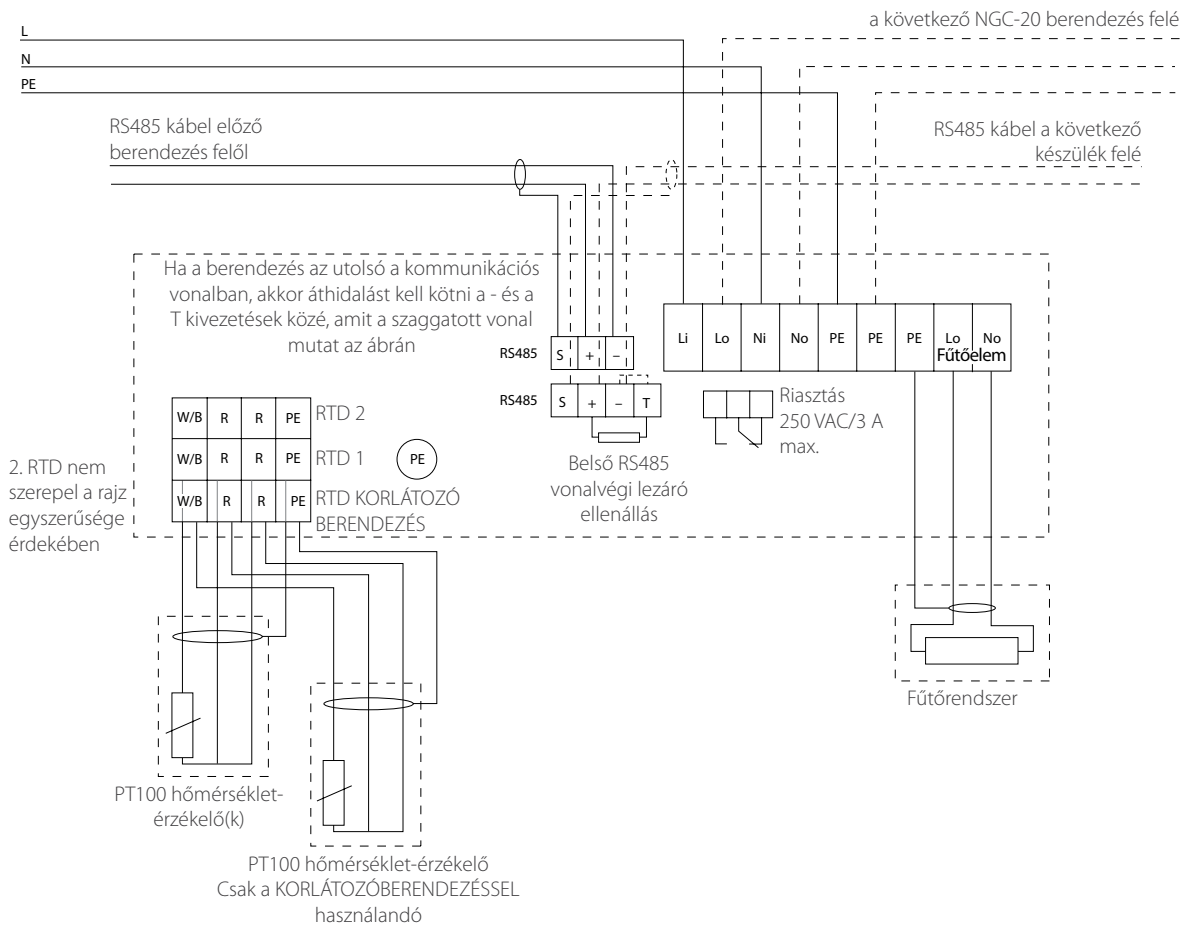 a következő NGC-20 berendezés felé
L
N
PE
RS485 kábel előző
berendezés felől
RS485 kábel a következő
készülék felé
Ha a berendezés az utolsó a kommunikációs
vonalban, akkor áthidalást kell kötni a - és a
T kivezetések közé, amit a szaggatott vonal
mutat az ábrán
RS485 S + –
RS485 S + – T
Belső RS485
vonalvégi lezáró
ellenállás
Li Lo Ni No PE PE PE Lo No
Fűtőelem
Riasztás
250 VAC/3 A
max.
W/B R R PE RTD 2
W/B R R PE RTD 1
PE
W/B R R PE RTD KORLÁTOZÓ
BERENDEZÉS
2. RTD nem
szerepel a rajz
egyszerűsége
érdekében
Fűtőrendszer
PT100 hőmérséklet-
érzékelő(k)
PT100 hőmérséklet-érzékelő
Csak a KORLÁTOZÓBERENDEZÉSSEL
használandó